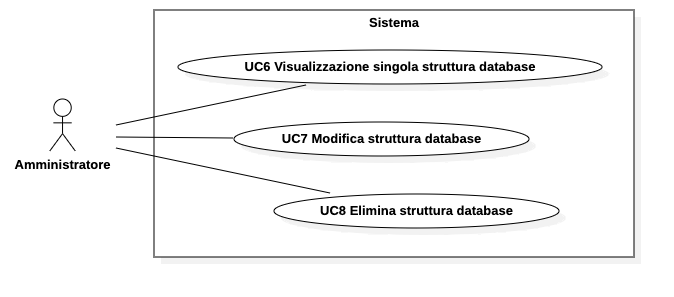 Sistema
UC6 Visualizzazione singola struttura database
UC7 Modifica struttura database
Amministratore
UC8 Elimina struttura database